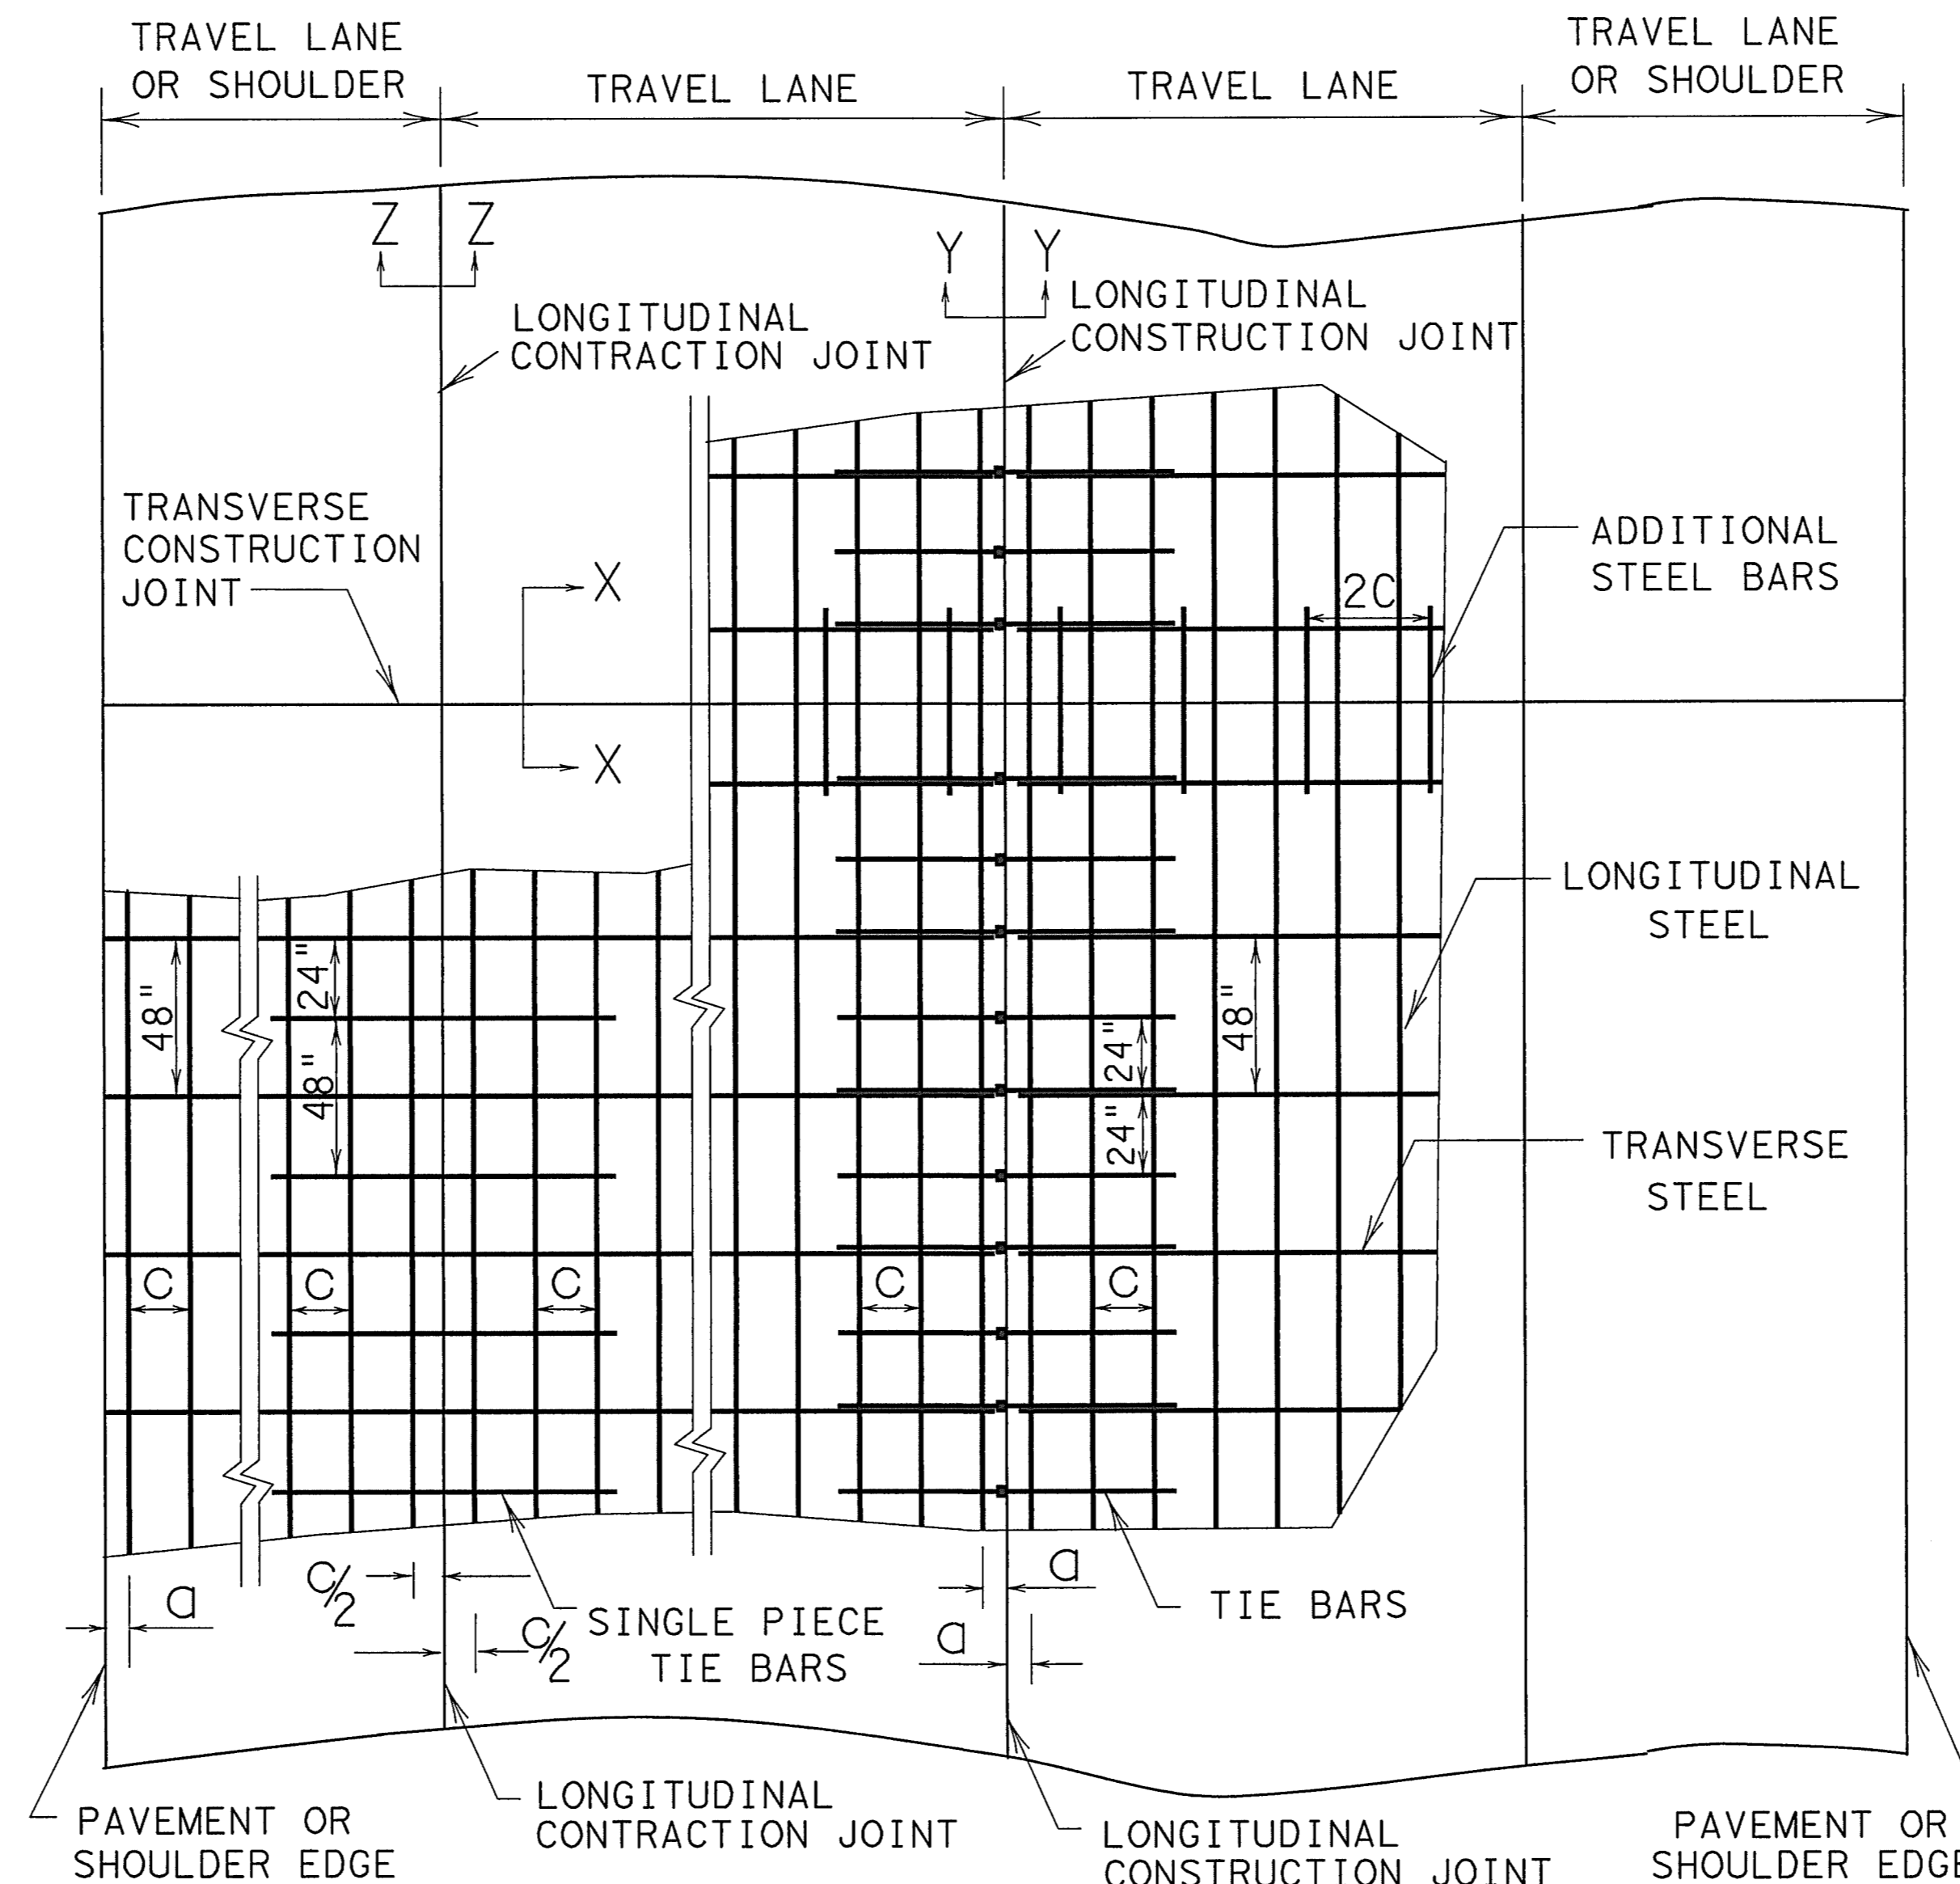 TRAVEL LANE
OR SHOULDER
TRAVEL LANE
TRAVEL LANE
TRAVEL LANE
OR SHOULDER
Z Z
Y Y
LONGITUDINAL
CONTRACTION JOINT
LONGITUDINAL
CONSTRUCTION JOINT
TRANSVERSE
CONSTRUCTION
JOINT
X
X
2C
ADDITIONAL
STEEL BARS
LONGITUDINAL
STEEL
48"
24"
48"
24"
24"
48"
TRANSVERSE
STEEL
C
C
C
C
C
a
C/2
C/2
SINGLE PIECE
TIE BARS
a
a
TIE BARS
PAVEMENT OR
SHOULDER EDGE
LONGITUDINAL
CONTRACTION JOINT
LONGITUDINAL
CONSTRUCTION JOINT
PAVEMENT OR
SHOULDER EDGE